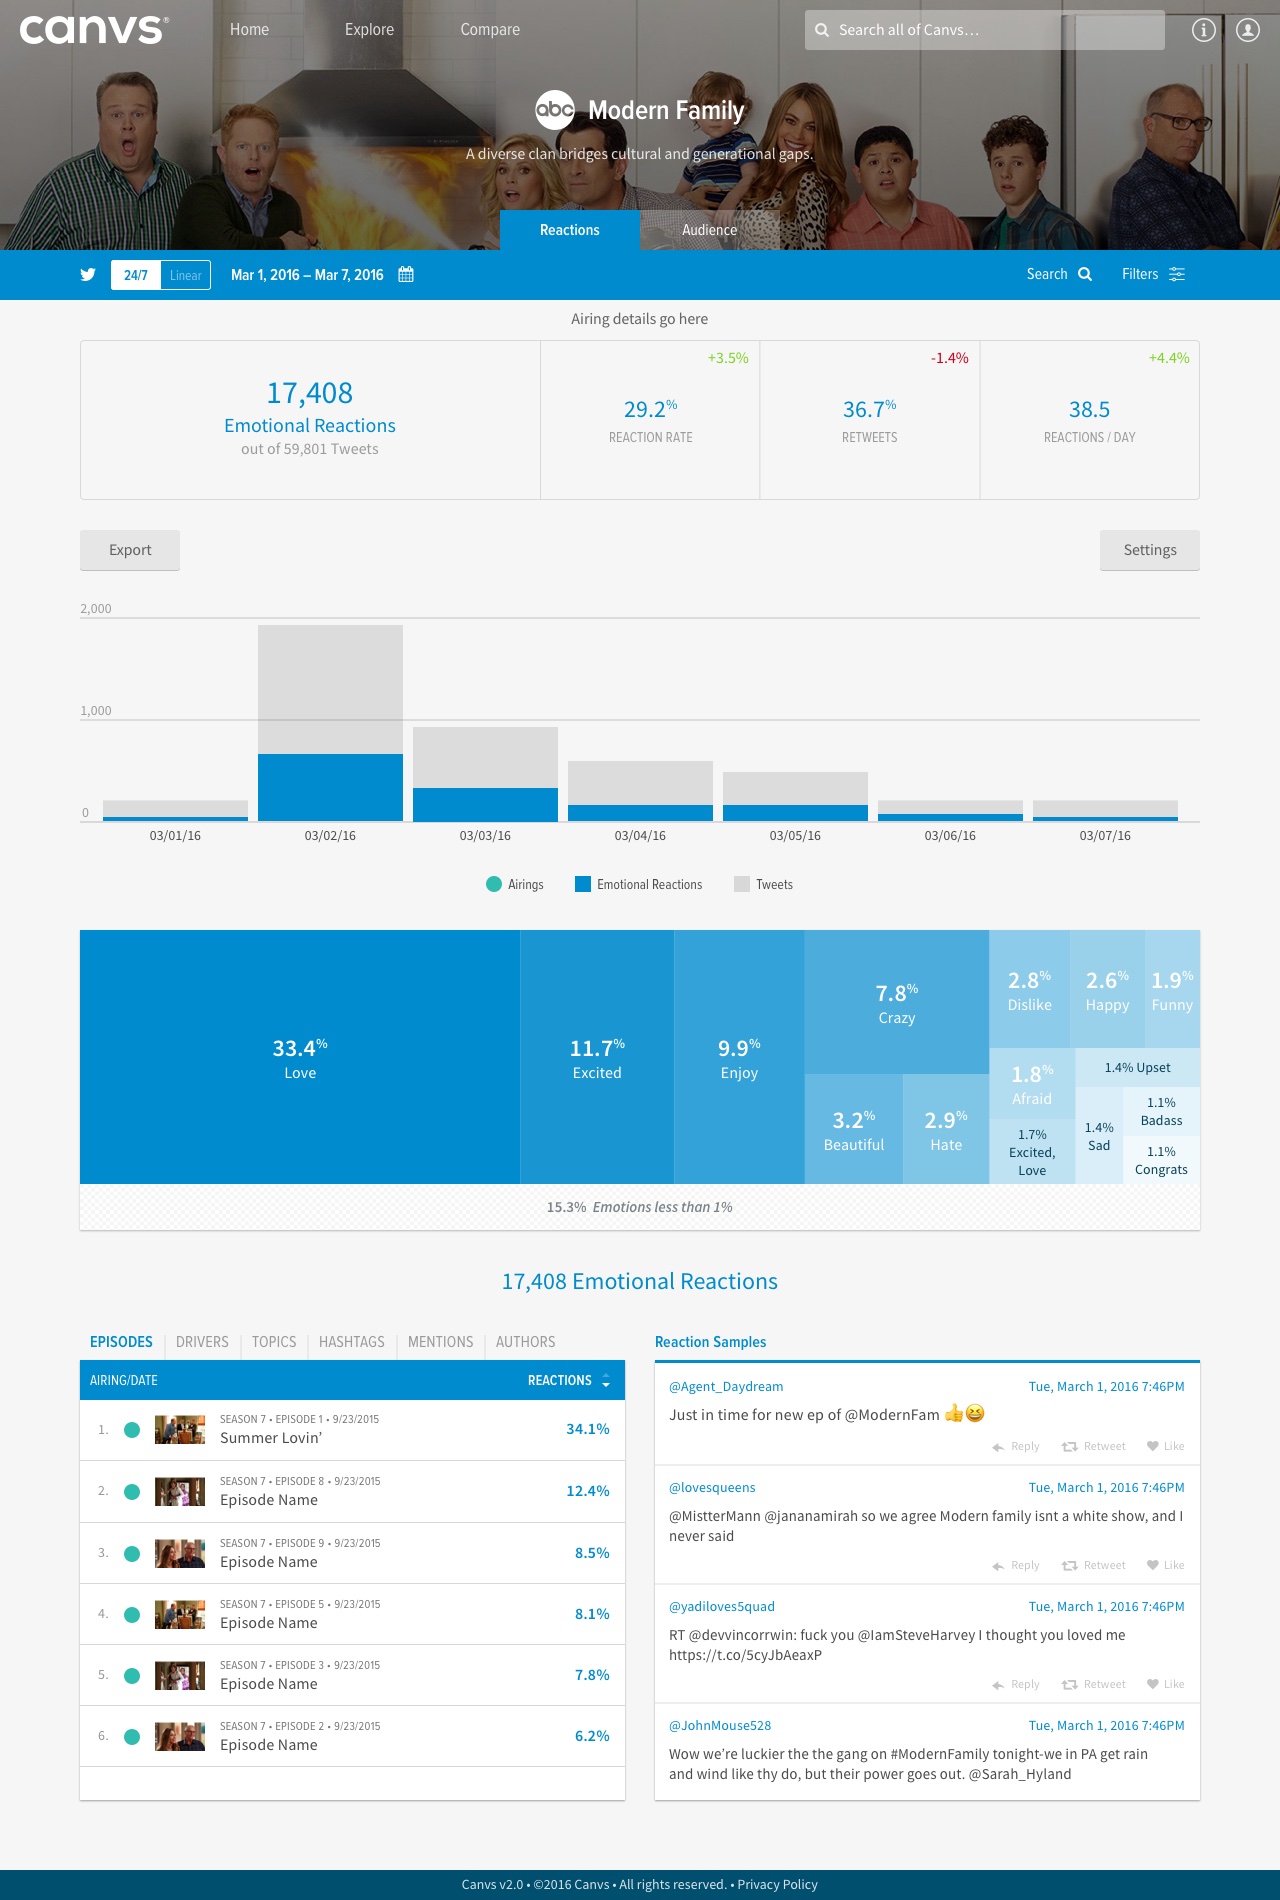 canvs®
Home Explore Compare
Search all of Canvs...
abc Modern Family
A diverse clan bridges cultural and generational gaps.
Reactions Audience
24/7 Linear Mar 1, 2016 – Mar 7, 2016 Search Filters
Airing details go here
17,408
Emotional Reactions
out of 59,801 Tweets
+3.5%
29.2%
REACTION RATE
-1.4%
36.7%
RETWEETS
+4.4%
38.5
REACTIONS / DAY
Export Settings
2,000
1,000
0
03/01/16 03/02/16 03/03/16 03/04/16 03/05/16 03/06/16 03/07/16
Airings Emotional Reactions Tweets
33.4%
Love
11.7%
Excited
9.9%
Enjoy
7.8%
Crazy
3.2%
Beautiful
2.9%
Hate
2.8%
Dislike
2.6%
Happy
1.9%
Funny
1.8%
Afraid
1.7%
Excited,
Love
1.4% Upset
1.4%
Sad
1.1%
Badass
1.1%
Congrats
15.3% Emotions less than 1%
17,408 Emotional Reactions
EPISODES DRIVERS TOPICS HASHTAGS MENTIONS AUTHORS
AIRING/DATE REACTIONS
1. SEASON 7 • EPISODE 1 • 9/23/2015
Summer Lovin’ 34.1%
2. SEASON 7 • EPISODE 8 • 9/23/2015
Episode Name 12.4%
3. SEASON 7 • EPISODE 9 • 9/23/2015
Episode Name 8.5%
4. SEASON 7 • EPISODE 5 • 9/23/2015
Episode Name 8.1%
5. SEASON 7 • EPISODE 3 • 9/23/2015
Episode Name 7.8%
6. SEASON 7 • EPISODE 2 • 9/23/2015
Episode Name 6.2%
Reaction Samples
@Agent_Daydream Tue, March 1, 2016 7:46PM
Just in time for new ep of @ModernFam 👍😆
Reply Retweet Like
@lovesqueens Tue, March 1, 2016 7:46PM
@MistterMann @jananamirah so we agree Modern family isnt a white show, and I
never said
Reply Retweet Like
@yadiloves5quad Tue, March 1, 2016 7:46PM
RT @devvincorrwin: fuck you @IamSteveHarvey I thought you loved me
https://t.co/5cyJbAeaxP
Reply Retweet Like
@JohnMouse528 Tue, March 1, 2016 7:46PM
Wow we’re luckier the the gang on #ModernFamily tonight-we in PA get rain
and wind like thy do, but their power goes out. @Sarah_Hyland
Canvs v2.0 • ©2016 Canvs • All rights reserved. • Privacy Policy